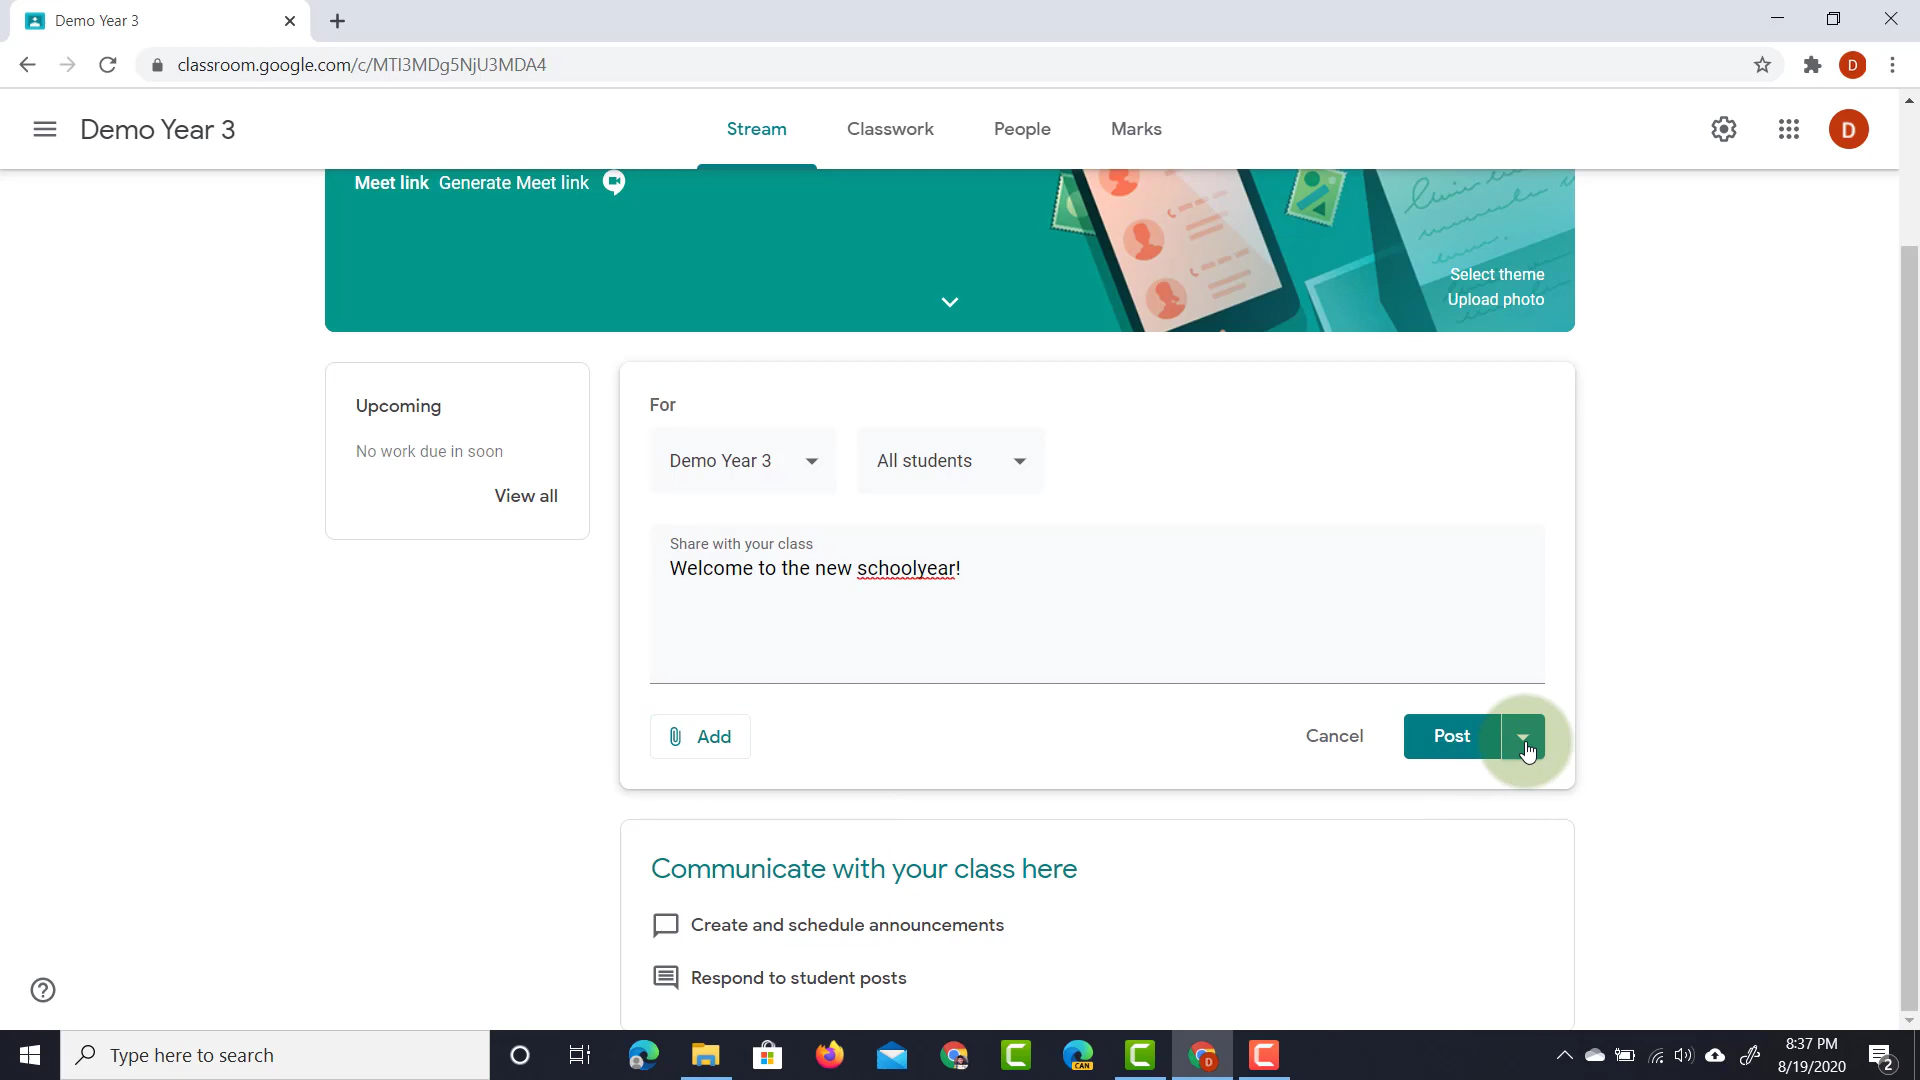 Demo Year 3
classroom.google.com/c/MTI3MDg5NjU3MDA4
D
Demo Year 3
Stream
Classwork
People
Marks
D
Meet link Generate Meet link
Select theme
Upload photo
Upcoming
No work due in soon
View all
For
Demo Year 3
All students
Share with your class
Welcome to the new schoolyear!
Add
Cancel
Post
Communicate with your class here
Create and schedule announcements
Respond to student posts
Type here to search
CAN
D
8:37 PM
8/19/2020
2